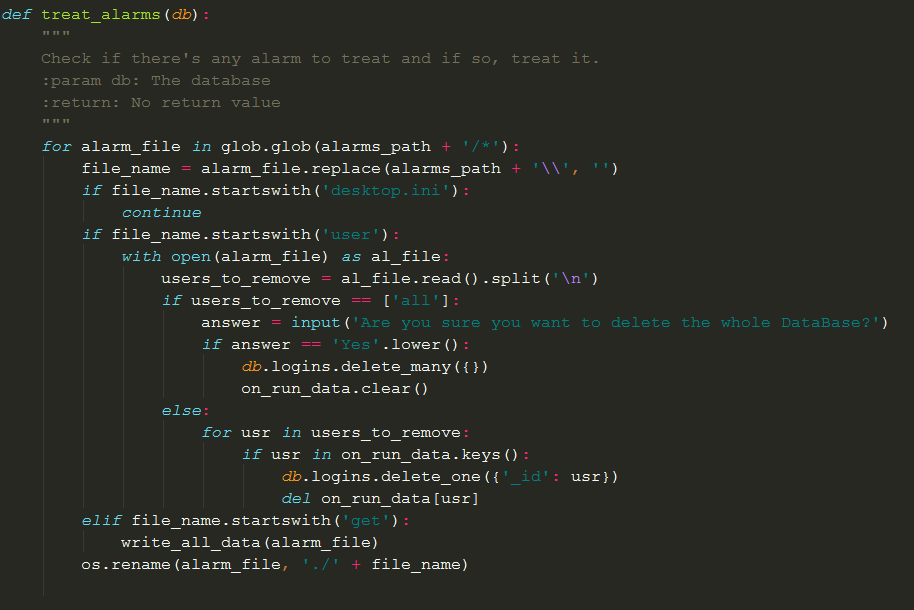 def treat_alarms(db):
    """
    Check if there's any alarm to treat and if so, treat it.
    :param db: The database
    :return: No return value
    """
    for alarm_file in glob.glob(alarms_path + '/*'):
        file_name = alarm_file.replace(alarms_path + '\\', '')
        if file_name.startswith('desktop.ini'):
            continue
        if file_name.startswith('user'):
            with open(alarm_file) as al_file:
                users_to_remove = al_file.read().split('\n')
                if users_to_remove == ['all']:
                    answer = input('Are you sure you want to delete the whole DataBase?')
                    if answer == 'Yes'.lower():
                        db.logins.delete_many({})
                        on_run_data.clear()
                else:
                    for usr in users_to_remove:
                        if usr in on_run_data.keys():
                            db.logins.delete_one({'_id': usr})
                            del on_run_data[usr]
        elif file_name.startswith('get'):
            write_all_data(alarm_file)
        os.rename(alarm_file, './' + file_name)